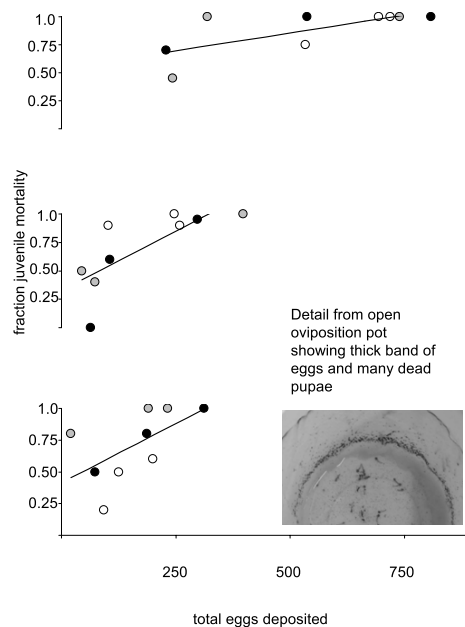 1.0
0.75
0.50
0.25
fraction juvenile mortality
1.0
0.75
0.50
0.25
Detail from open
oviposition pot
showing thick band of
eggs and many dead
pupae
1.0
0.75
0.50
0.25
250
500
750
total eggs deposited